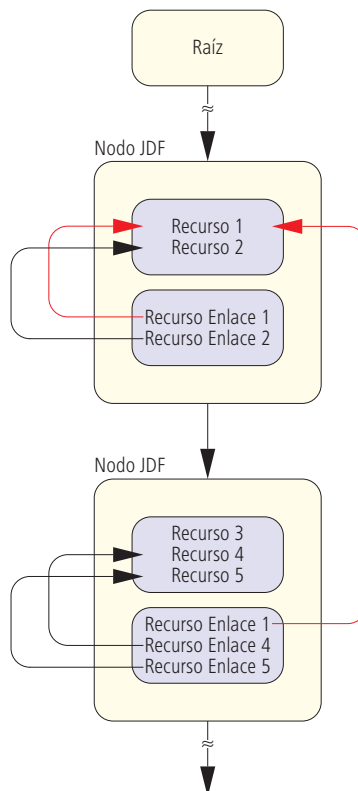 Raíz
≈
Nodo JDF
Recurso 1
Recurso 2
Recurso Enlace 1
Recurso Enlace 2
Nodo JDF
Recurso 3
Recurso 4
Recurso 5
Recurso Enlace 1
Recurso Enlace 4
Recurso Enlace 5
≈